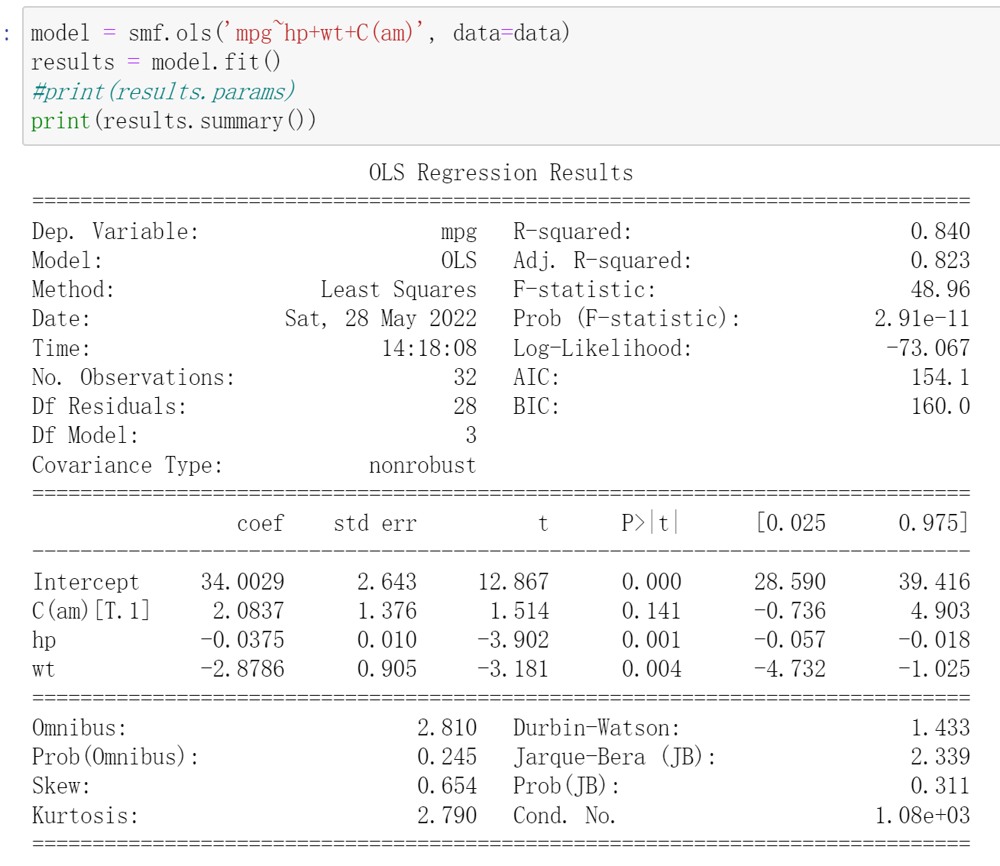 :
model = smf.ols('mpg~hp+wt+C(am)', data=data)
results = model.fit()
#print(results.params)
print(results.summary())
OLS Regression Results
==============================================================================
Dep. Variable: mpg R-squared: 0.840
Model: OLS Adj. R-squared: 0.823
Method: Least Squares F-statistic: 48.96
Date: Sat, 28 May 2022 Prob (F-statistic): 2.91e-11
Time: 14:18:08 Log-Likelihood: -73.067
No. Observations: 32 AIC: 154.1
Df Residuals: 28 BIC: 160.0
Df Model: 3
Covariance Type: nonrobust
==============================================================================
coef std err t P>|t| [0.025 0.975]
------------------------------------------------------------------------------
Intercept 34.0029 2.643 12.867 0.000 28.590 39.416
C(am)[T.1] 2.0837 1.376 1.514 0.141 -0.736 4.903
hp -0.0375 0.010 -3.902 0.001 -0.057 -0.018
wt -2.8786 0.905 -3.181 0.004 -4.732 -1.025
==============================================================================
Omnibus: 2.810 Durbin-Watson: 1.433
Prob(Omnibus): 0.245 Jarque-Bera (JB): 2.339
Skew: 0.654 Prob(JB): 0.311
Kurtosis: 2.790 Cond. No. 1.08e+03
==============================================================================